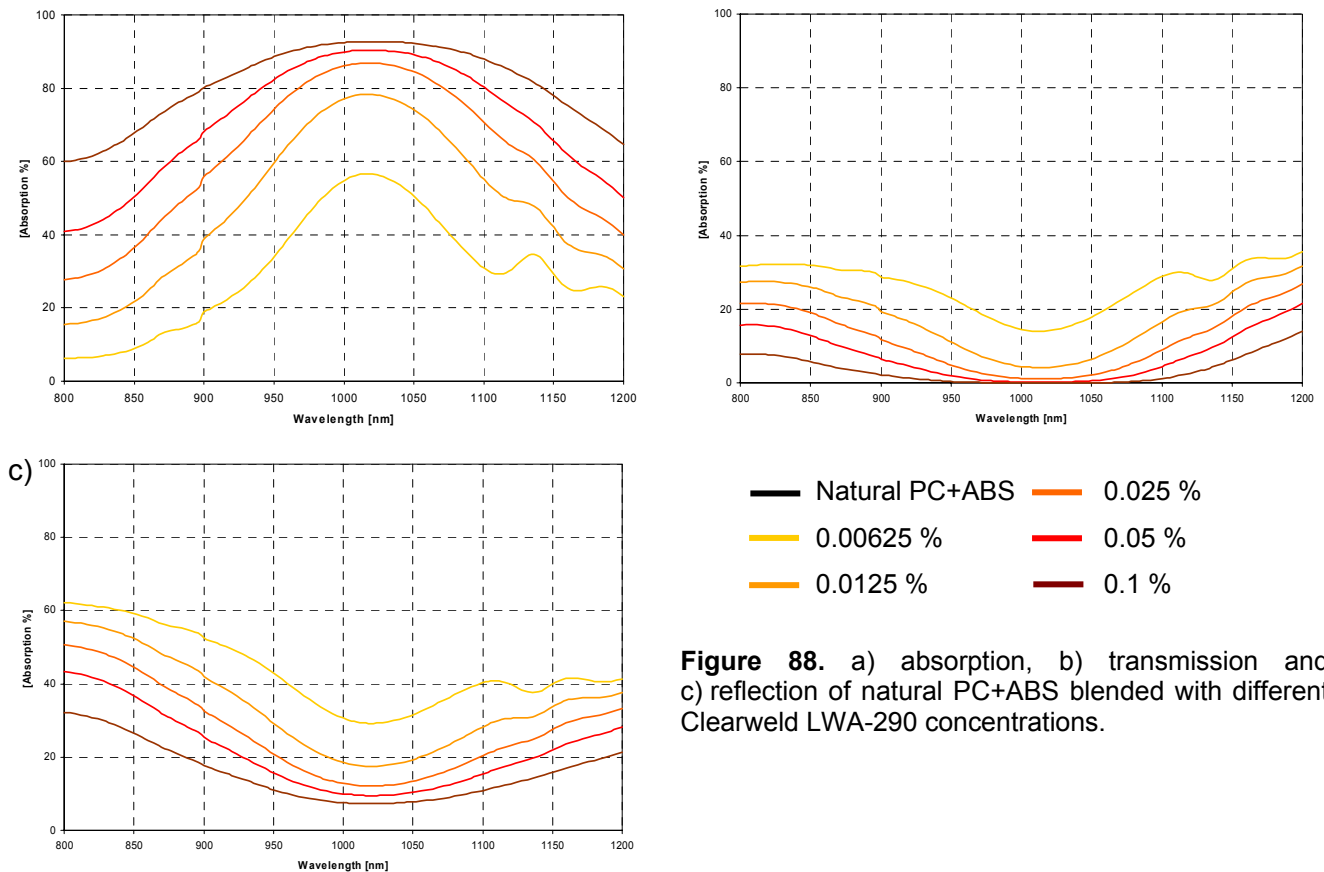 100
80
60
40
20
0
[Absorption %]
800 850 900 950 1000 1050 1100 1150 1200
Wavelength [nm]
100
80
60
40
20
0
[Absorption %]
800 850 900 950 1000 1050 1100 1150 1200
Wavelength [nm]
c)
100
80
60
40
20
0
[Absorption %]
800 850 900 950 1000 1050 1100 1150 1200
Wavelength [nm]
Natural PC+ABS 0.025 %
0.00625 % 0.05 %
0.0125 % 0.1 %
Figure 88. a) absorption, b) transmission and
c) reflection of natural PC+ABS blended with different
Clearweld LWA-290 concentrations.